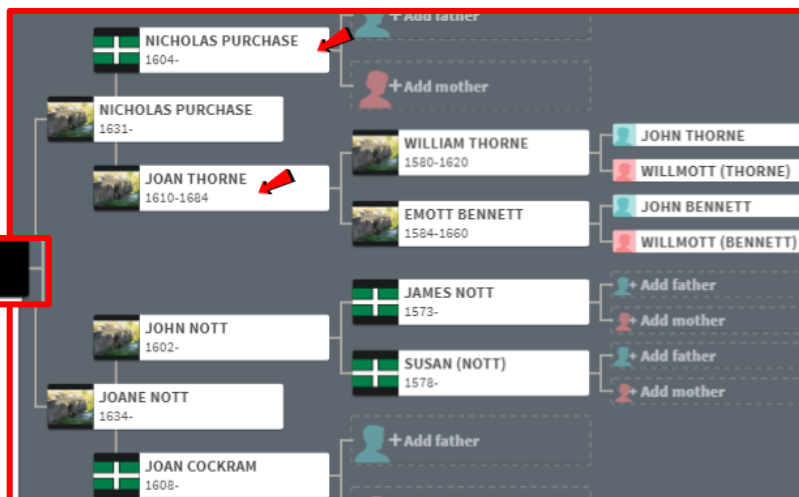 + Add father
NICHOLAS PURCHASE
1604-
+ Add mother
NICHOLAS PURCHASE
1631-
WILLIAM THORNE
1580-1620
JOHN THORNE
WILLMOTT (THORNE)
JOAN THORNE
1610-1684
EMOTT BENNETT
1584-1660
JOHN BENNETT
WILLMOTT (BENNETT)
JAMES NOTT
1573-
+ Add father
+ Add mother
JOHN NOTT
1602-
SUSAN (NOTT)
1578-
+ Add father
+ Add mother
JOANE NOTT
1634-
+ Add father
JOAN COCKRAM
1608-